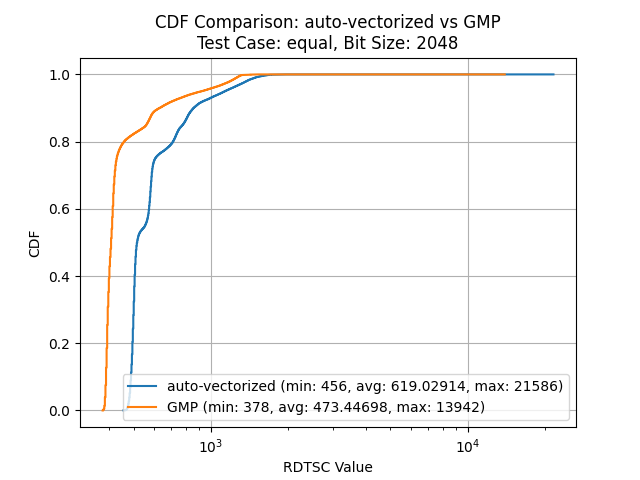 CDF Comparison: auto-vectorized vs GMP
Test Case: equal, Bit Size: 2048
CDF
1.0
0.8
0.6
0.4
0.2
0.0
auto-vectorized (min: 456, avg: 619.02914, max: 21586)
GMP (min: 378, avg: 473.44698, max: 13942)
10³
10⁴
RDTSC Value